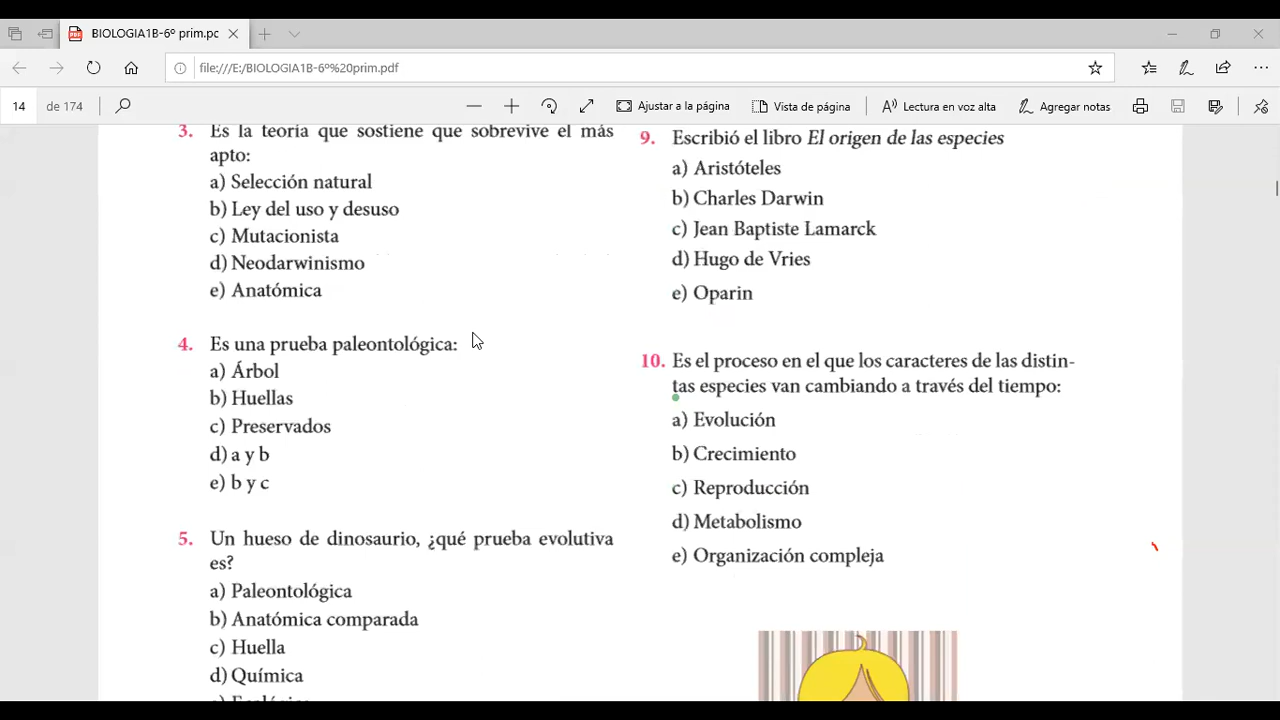 BIOLOGIA1B-6º prim.pc
file:///E:/BIOLOGIA1B-6º%20prim.pdf
14 de 174
Ajustar a la página
Vista de página
Lectura en voz alta
Agregar notas
3. Es la teoría que sostiene que sobrevive el más
apto:
a) Selección natural
b) Ley del uso y desuso
c) Mutacionista
d) Neodarwinismo
e) Anatómica
4. Es una prueba paleontológica:
a) Árbol
b) Huellas
c) Preservados
d) a y b
e) b y c
5. Un hueso de dinosaurio, ¿qué prueba evolutiva
es?
a) Paleontológica
b) Anatómica comparada
c) Huella
d) Química
9. Escribió el libro El origen de las especies
a) Aristóteles
b) Charles Darwin
c) Jean Baptiste Lamarck
d) Hugo de Vries
e) Oparin
10. Es el proceso en el que los caracteres de las distin-
tas especies van cambiando a través del tiempo:
a) Evolución
b) Crecimiento
c) Reproducción
d) Metabolismo
e) Organización compleja